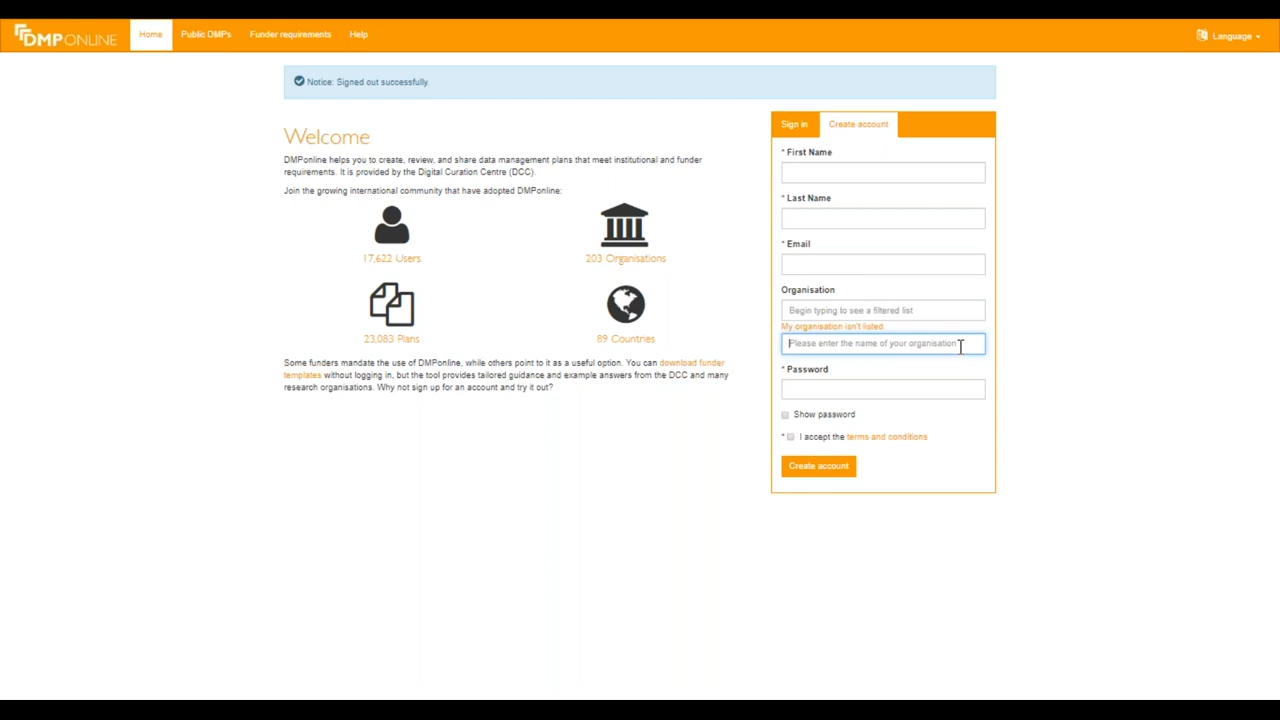 DMPONLINE
Home
Public DMPs
Funder requirements
Help
Language
Notice: Signed out successfully.
Welcome
DMPonline helps you to create, review, and share data management plans that meet institutional and funder
requirements. It is provided by the Digital Curation Centre (DCC).
Join the growing international community that have adopted DMPonline:
17,622 Users
203 Organisations
23,083 Plans
89 Countries
Some funders mandate the use of DMPonline, while others point to it as a useful option. You can download funder
templates without logging in, but the tool provides tailored guidance and example answers from the DCC and many
research organisations. Why not sign up for an account and try it out?
Sign in
Create account
* First Name
* Last Name
* Email
Organisation
Begin typing to see a filtered list
My organisation isn't listed.
Please enter the name of your organisation
* Password
Show password
* I accept the terms and conditions
Create account